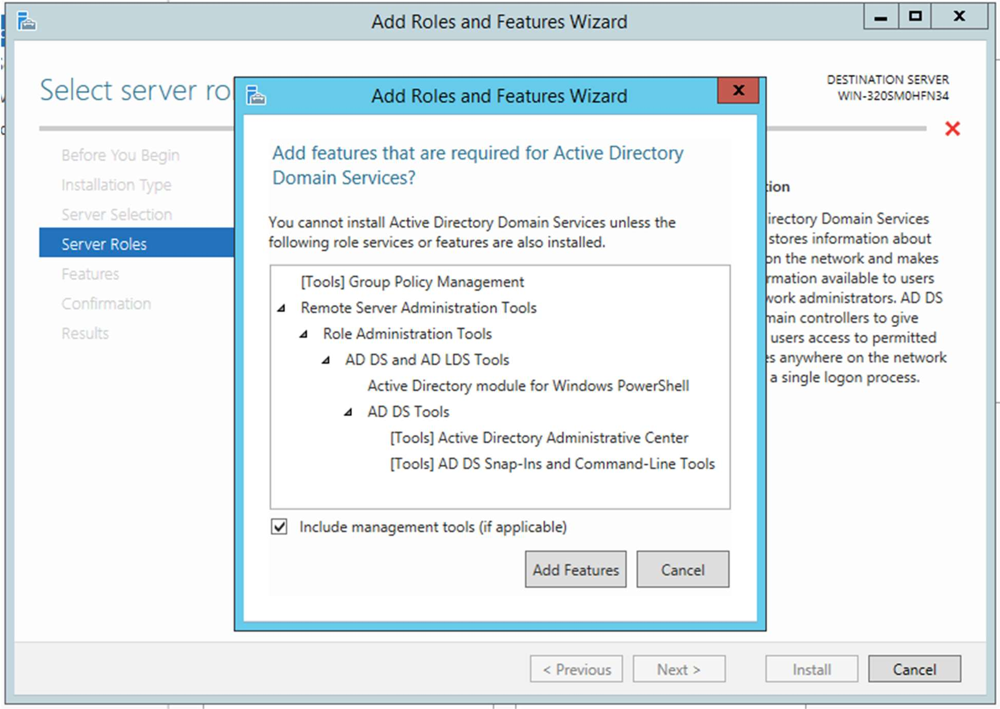 Add Roles and Features Wizard
Select server ro
DESTINATION SERVER
WIN-320SM0HFN34
Before You Begin
Installation Type
Server Selection
Server Roles
Features
Confirmation
Results
Add Roles and Features Wizard
X
Add features that are required for Active Directory
Domain Services?
You cannot install Active Directory Domain Services unless the
following role services or features are also installed.
[Tools] Group Policy Management
Remote Server Administration Tools
Role Administration Tools
AD DS and AD LDS Tools
Active Directory module for Windows PowerShell
AD DS Tools
[Tools] Active Directory Administrative Center
[Tools] AD DS Snap-Ins and Command-Line Tools
Include management tools (if applicable)
Add Features
Cancel
tion
irectory Domain Services
stores information about
on the network and makes
rmation available to users
work administrators. AD DS
main controllers to give
users access to permitted
es anywhere on the network
a single logon process.
< Previous
Next >
Install
Cancel